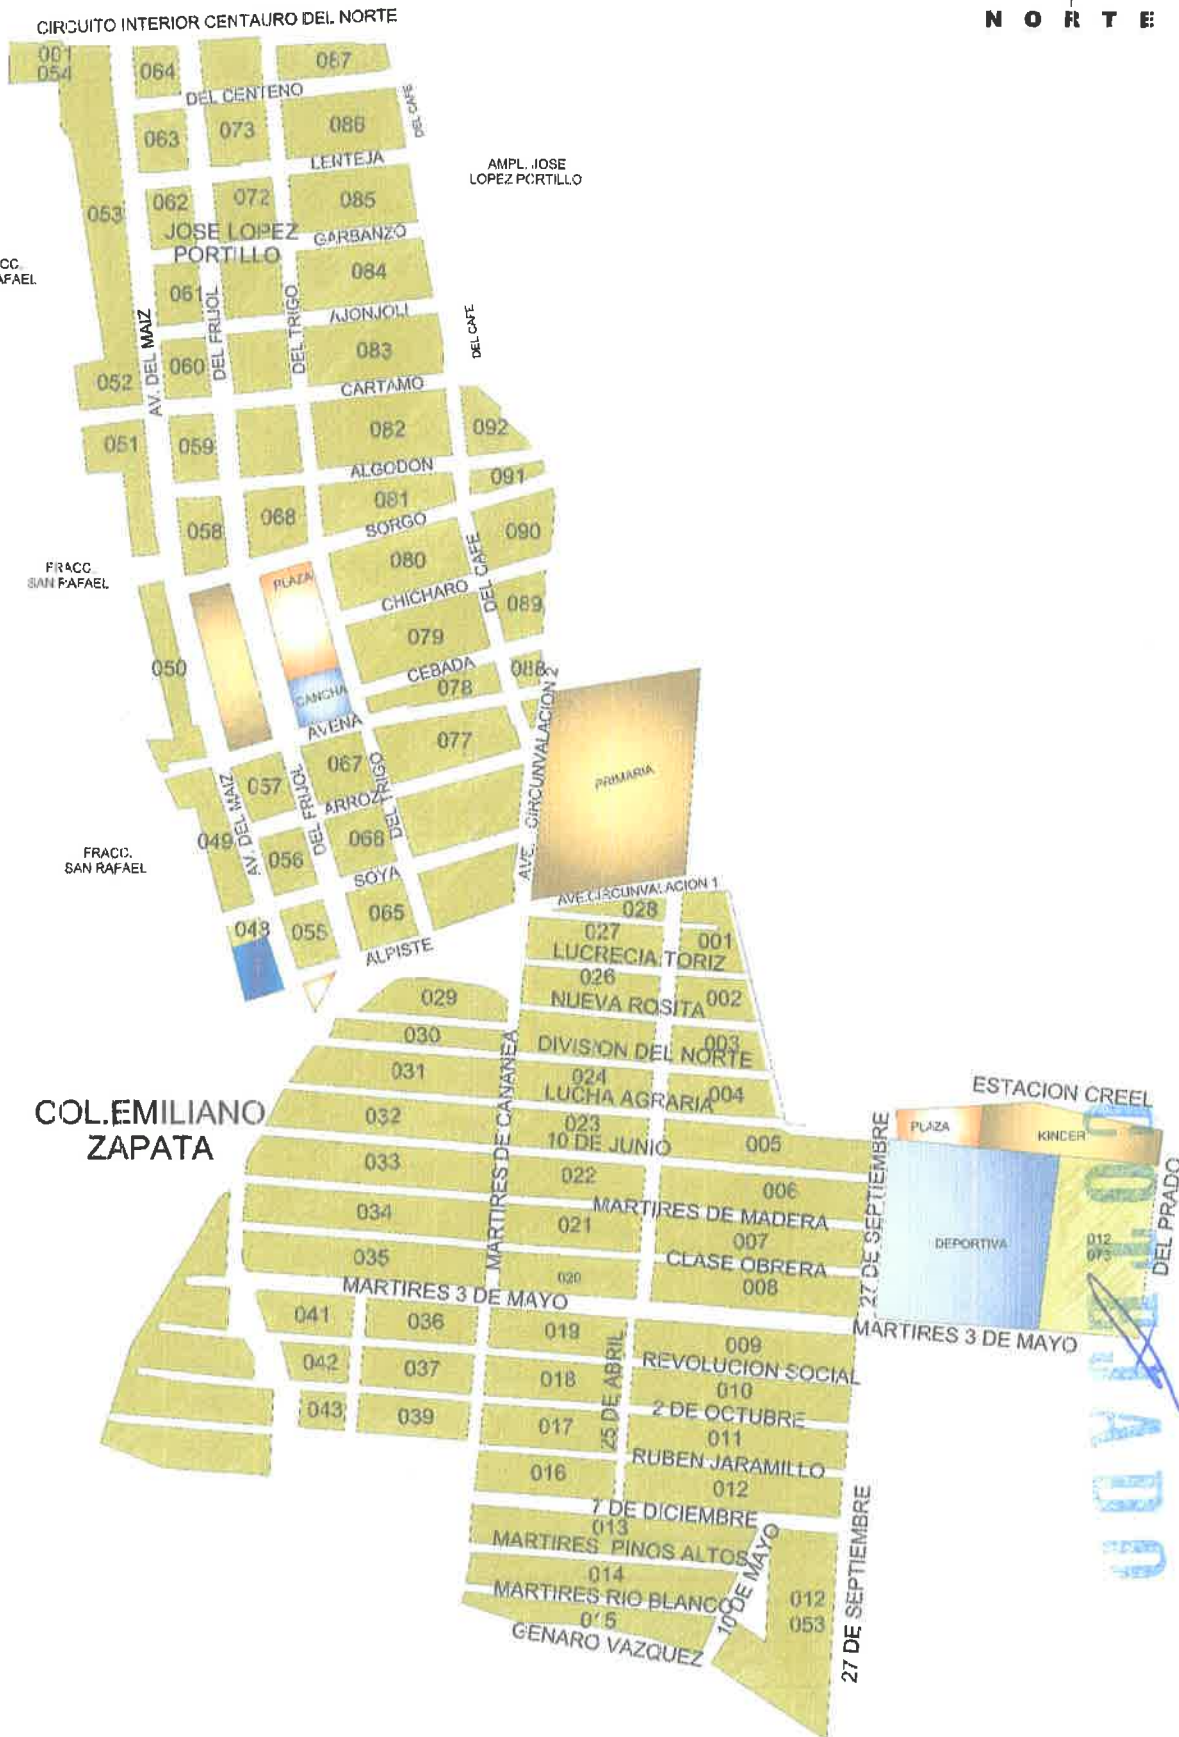 NORTE
CIRCUITO INTERIOR CENTAURO DEL NORTE
001
054
064
087
DEL CENTENO
DEL CAFE
063
073
086
LENTEJA
AMPL. JOSE
LOPEZ PORTILLO
053
062
072
085
JOSE LOPEZ
PORTILLO
GARBANZO
CC.
AFAEL
061
084
AV. DEL MAIZ
DEL FRIJOL
DEL TRIGO
AJONJOLI
DEL CAFE
052
060
083
CARTAMO
051
059
082
092
ALGODON
091
058
068
081
SORGO
090
FRACC.
SAN RAFAEL
PLAZA
080
CHICHARO
DEL CAFE
089
079
050
CEBADA
088
CANCHA
078
AVENA
AVE. CIRCUNVALACION 2
077
PRIMARIA
067
057
AV. DEL MAIZ
DEL FRIJOL
ARROZ
DEL TRIGO
049
056
066
FRACC.
SAN RAFAEL
SOYA
AVE.CIRCUNVALACION 1
065
028
048
055
ALPISTE
027
001
LUCRECIA TORIZ
026
029
NUEVA ROSITA
002
030
DIVISION DEL NORTE
003
031
024
LUCHA AGRARIA
004
ESTACION CREEL
COL.EMILIANO
ZAPATA
032
MARTIRES DE CANANEA
023
10 DE JUNIO
005
27 DE SEPTIEMBRE
PLAZA
KINCER
033
022
006
034
MARTIRES DE MADERA
021
007
DEPORTIVA
012
073
DEL PRADO
035
CLASE OBRERA
020
008
MARTIRES 3 DE MAYO
041
036
019
009
MARTIRES 3 DE MAYO
042
037
018
25 DE ABRIL
REVOLUCION SOCIAL
010
043
039
017
2 DE OCTUBRE
011
RUBEN JARAMILLO
016
012
7 DE DICIEMBRE
013
MARTIRES PINOS ALTOS
10 DE MAYO
27 DE SEPTIEMBRE
014
MARTIRES RIO BLANCO
012
053
015
GENARO VAZQUEZ